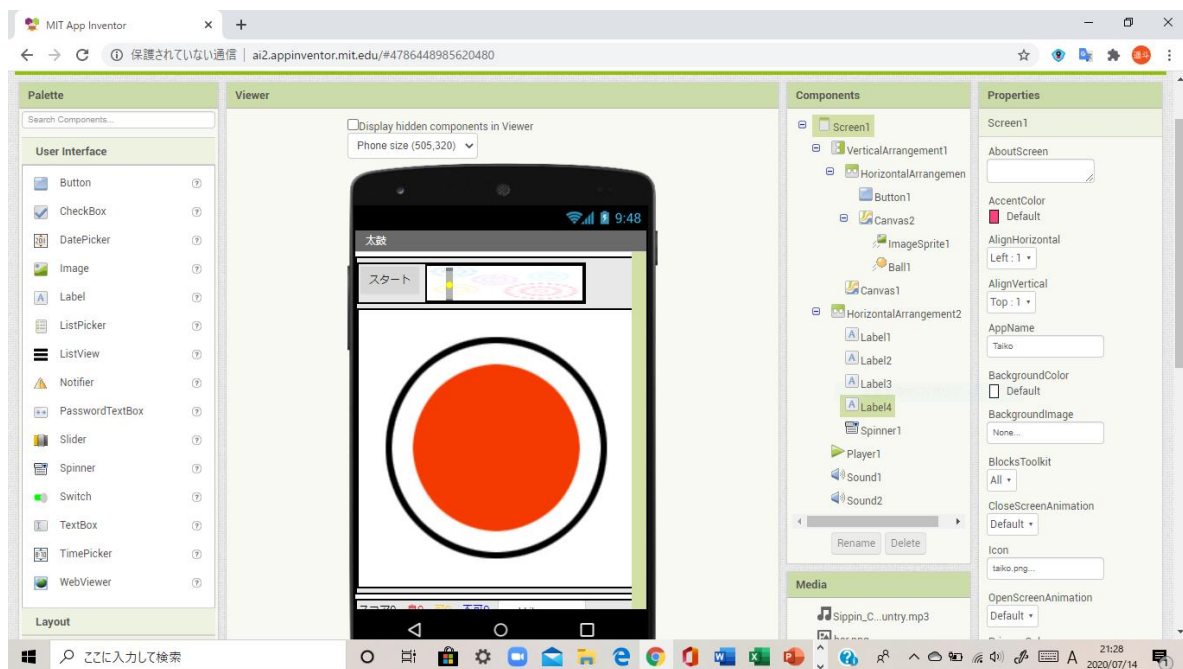 MIT App Inventor
保護されていない通信 | ai2.appinventor.mit.edu/#4786448985620480
Palette
Search Components...
User Interface
Button
CheckBox
DatePicker
Image
Label
ListPicker
ListView
Notifier
PasswordTextBox
Slider
Spinner
Switch
TextBox
TimePicker
WebViewer
Layout
Viewer
Display hidden components in Viewer
Phone size (505,320)
9:48
太鼓
スタート
Components
Screen1
VerticalArrangement1
HorizontalArrangemen
Button1
Canvas2
ImageSprite1
Ball1
Canvas1
HorizontalArrangement2
Label1
Label2
Label3
Label4
Spinner1
Player1
Sound1
Sound2
Rename Delete
Media
Sippin_C...untry.mp3
Properties
Screen1
AboutScreen
AccentColor
Default
AlignHorizontal
Left : 1
AlignVertical
Top : 1
AppName
Taiko
BackgroundColor
Default
BackgroundImage
None...
BlocksToolkit
All
CloseScreenAnimation
Default
Icon
taiko.png...
OpenScreenAnimation
Default
ここに入力して検索
A
21:28
2020/07/14